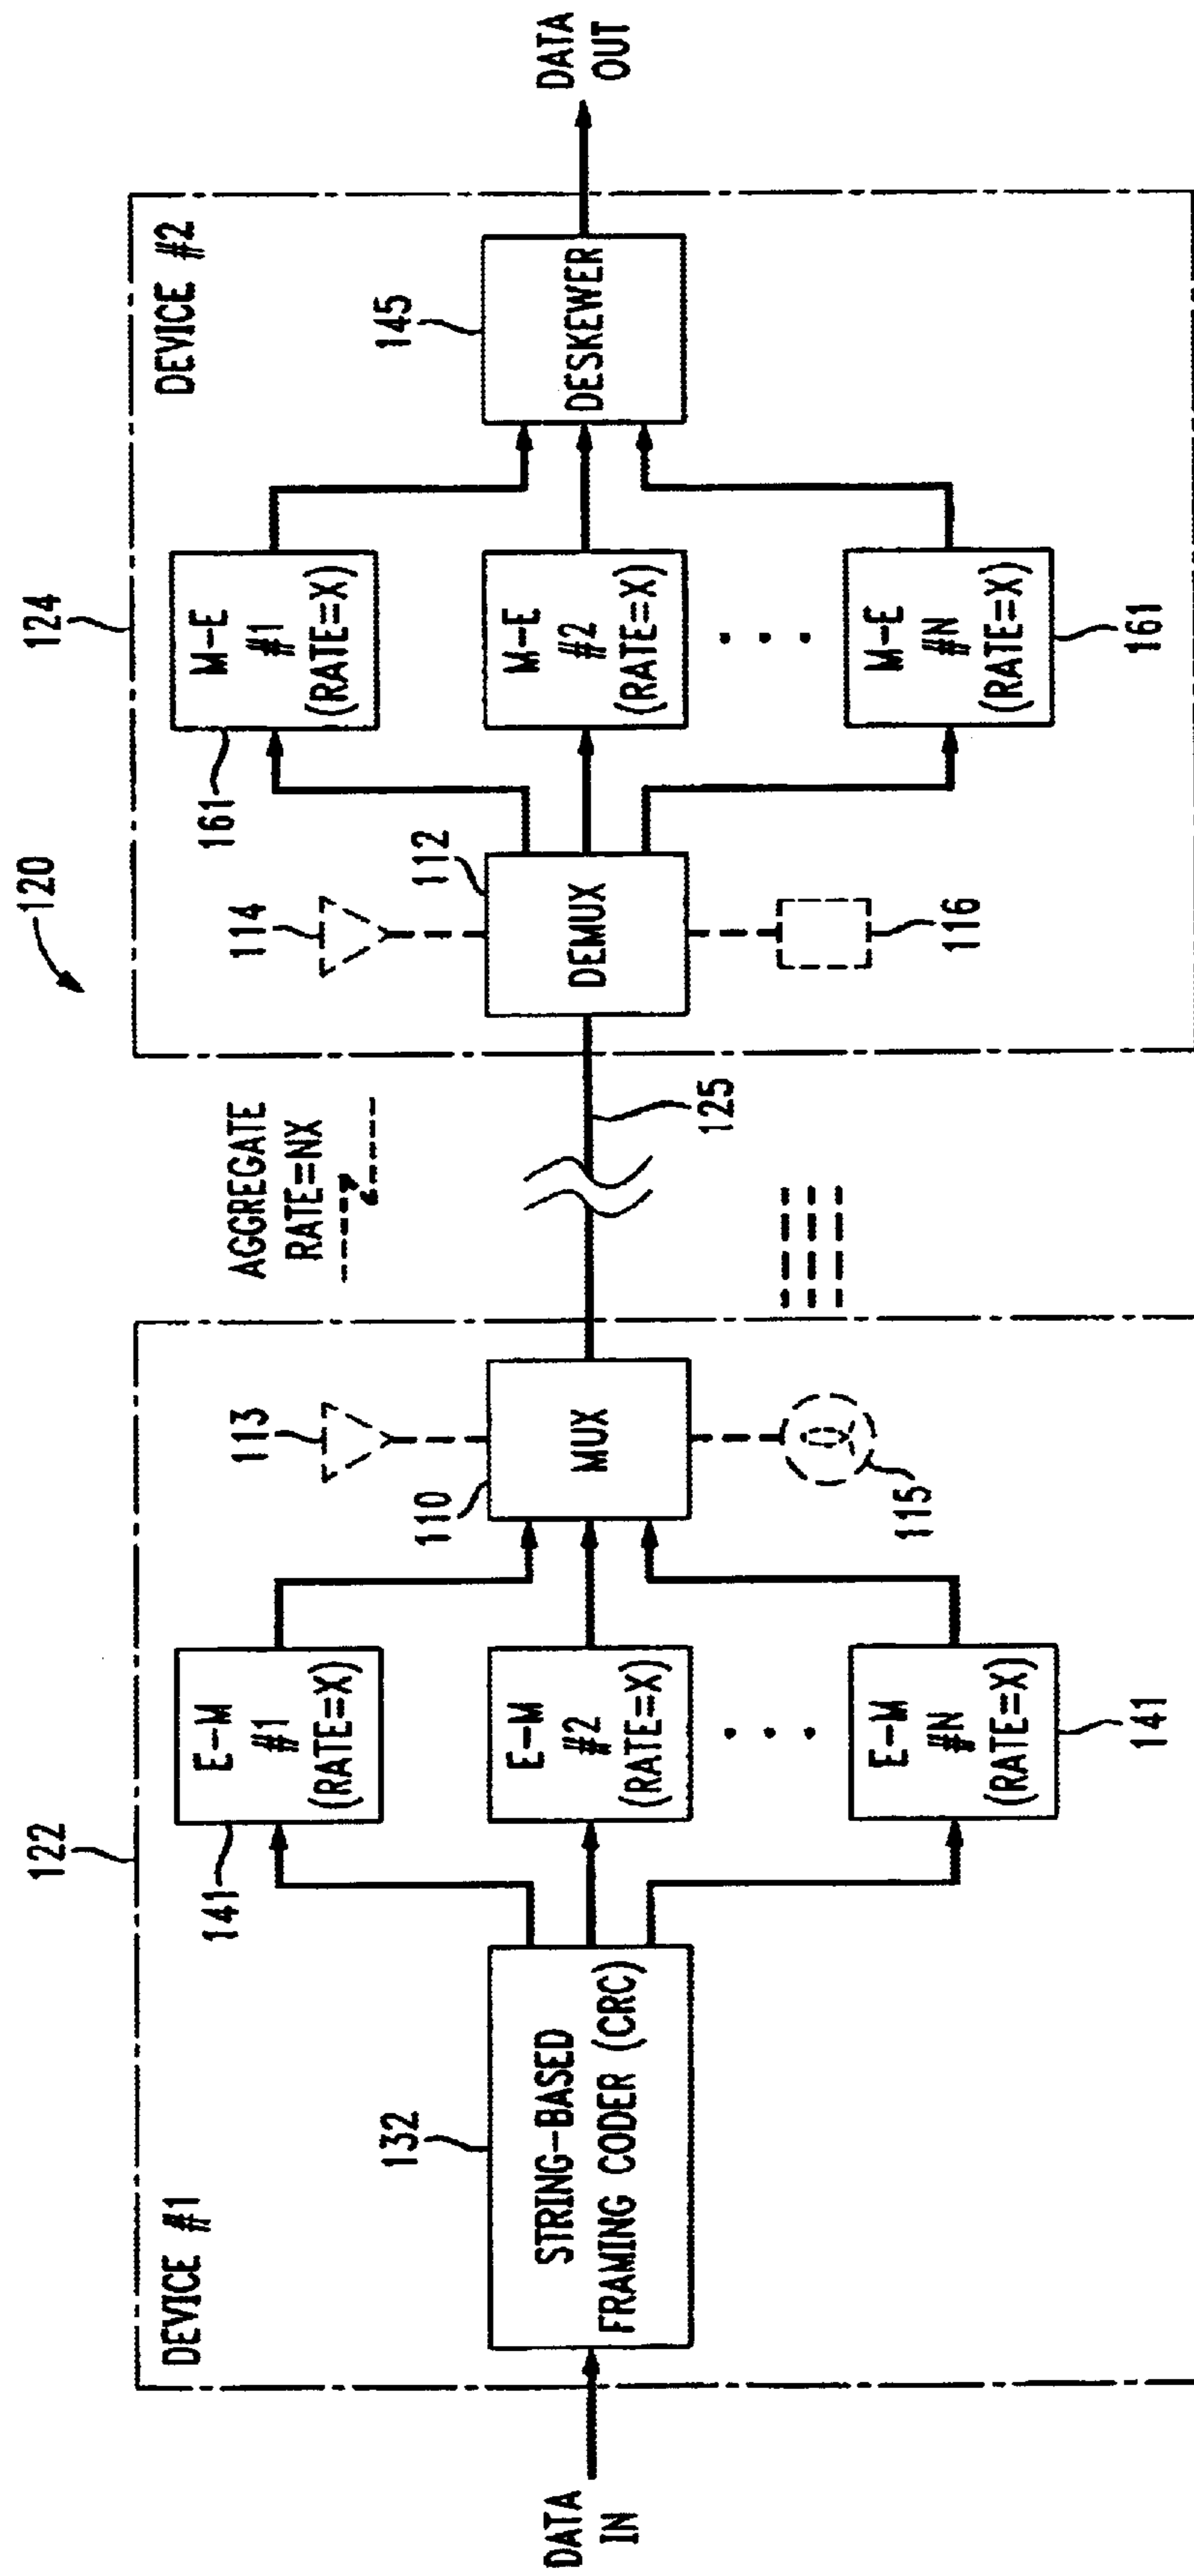 120
122
DEVICE #1
DATA
IN
132
STRING-BASED
FRAMING CODER (CRC)
141
E-M
#1
(RATE=X)
E-M
#2
(RATE=X)
E-M
#N
(RATE=X)
141
113
110
MUX
115
AGGREGATE
RATE=NX
125
124
DEVICE #2
114
112
DEMUX
116
161
M-E
#1
(RATE=X)
M-E
#2
(RATE=X)
M-E
#N
(RATE=X)
161
145
DESKEWER
DATA
OUT